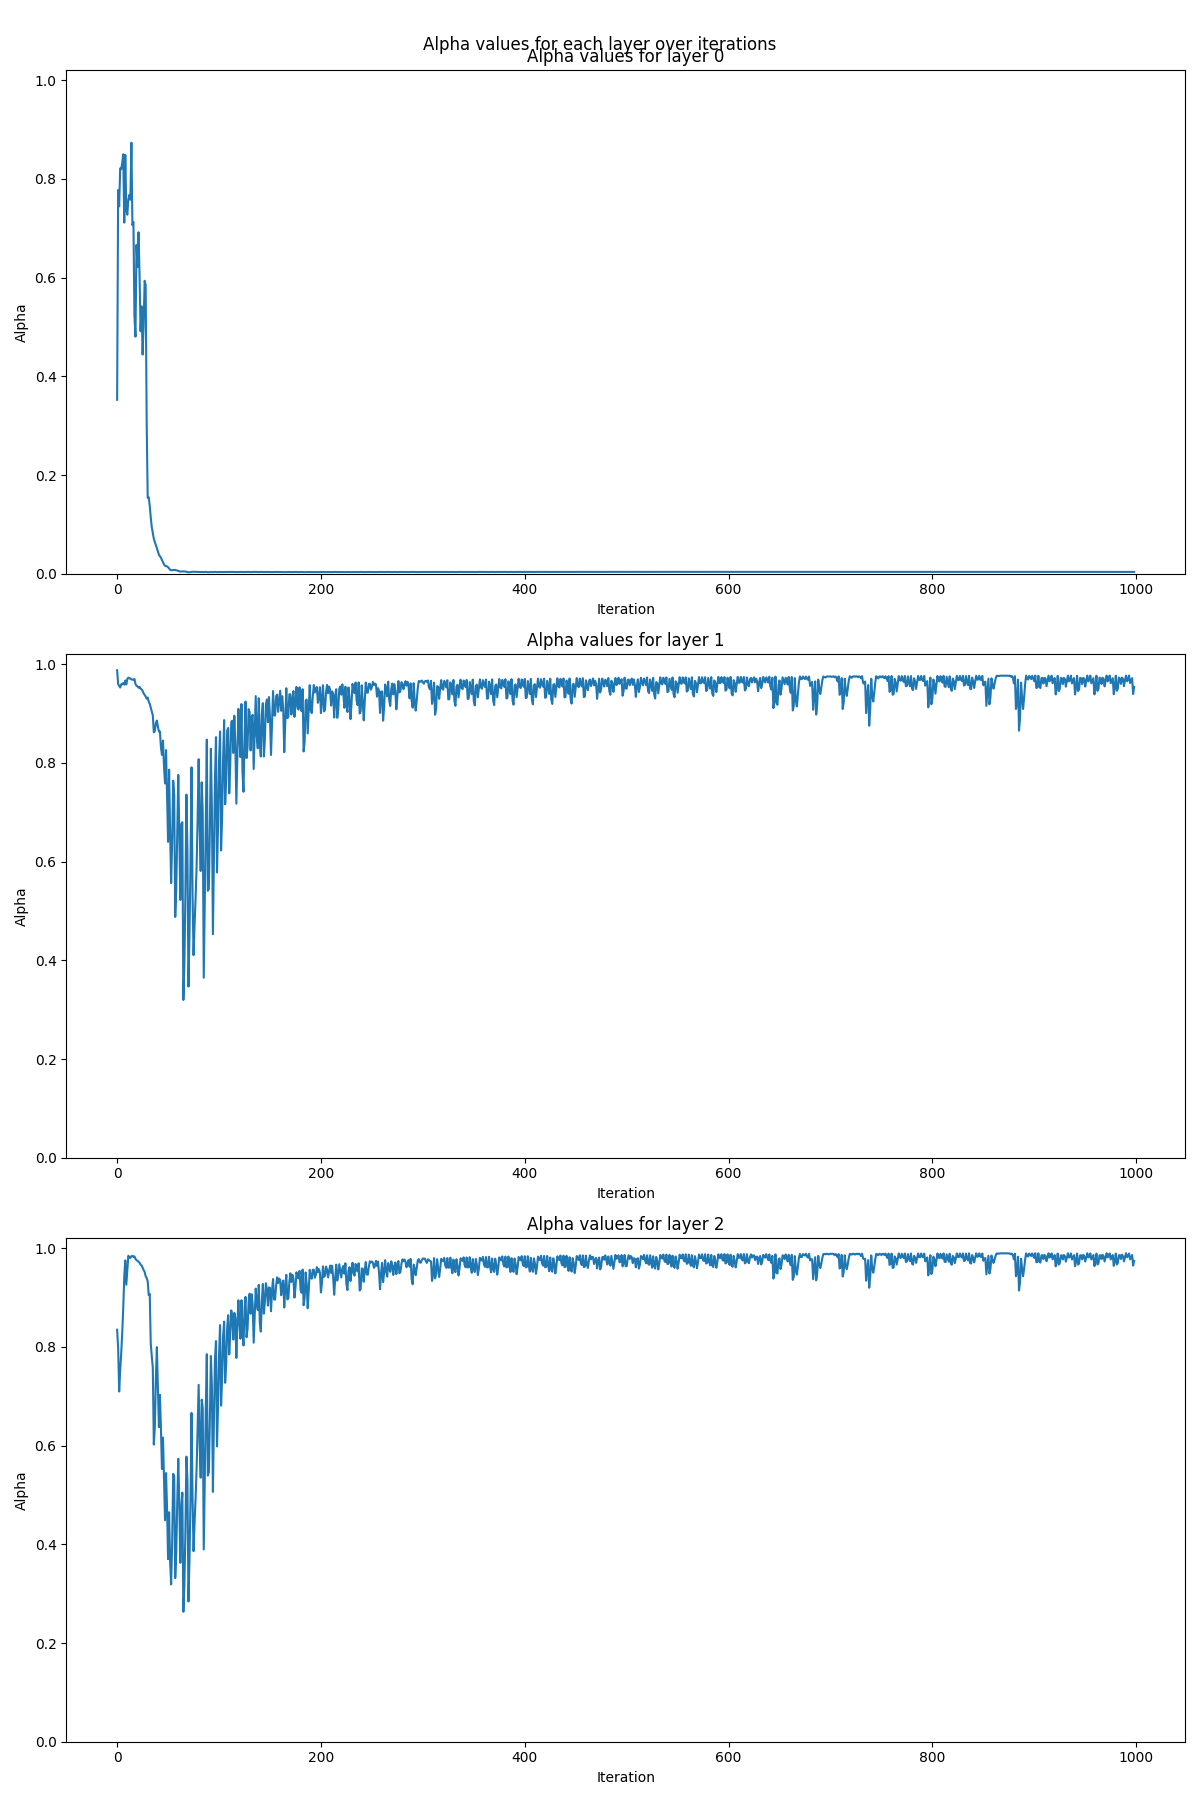 Alpha values for each layer over iterations
Alpha values for layer 0
1.0
0.8
0.6
0.4
0.2
0.0
Alpha
0 200 400 600 800 1000
Iteration
Alpha values for layer 1
1.0
0.8
0.6
0.4
0.2
0.0
Alpha
0 200 400 600 800 1000
Iteration
Alpha values for layer 2
1.0
0.8
0.6
0.4
0.2
0.0
Alpha
0 200 400 600 800 1000
Iteration